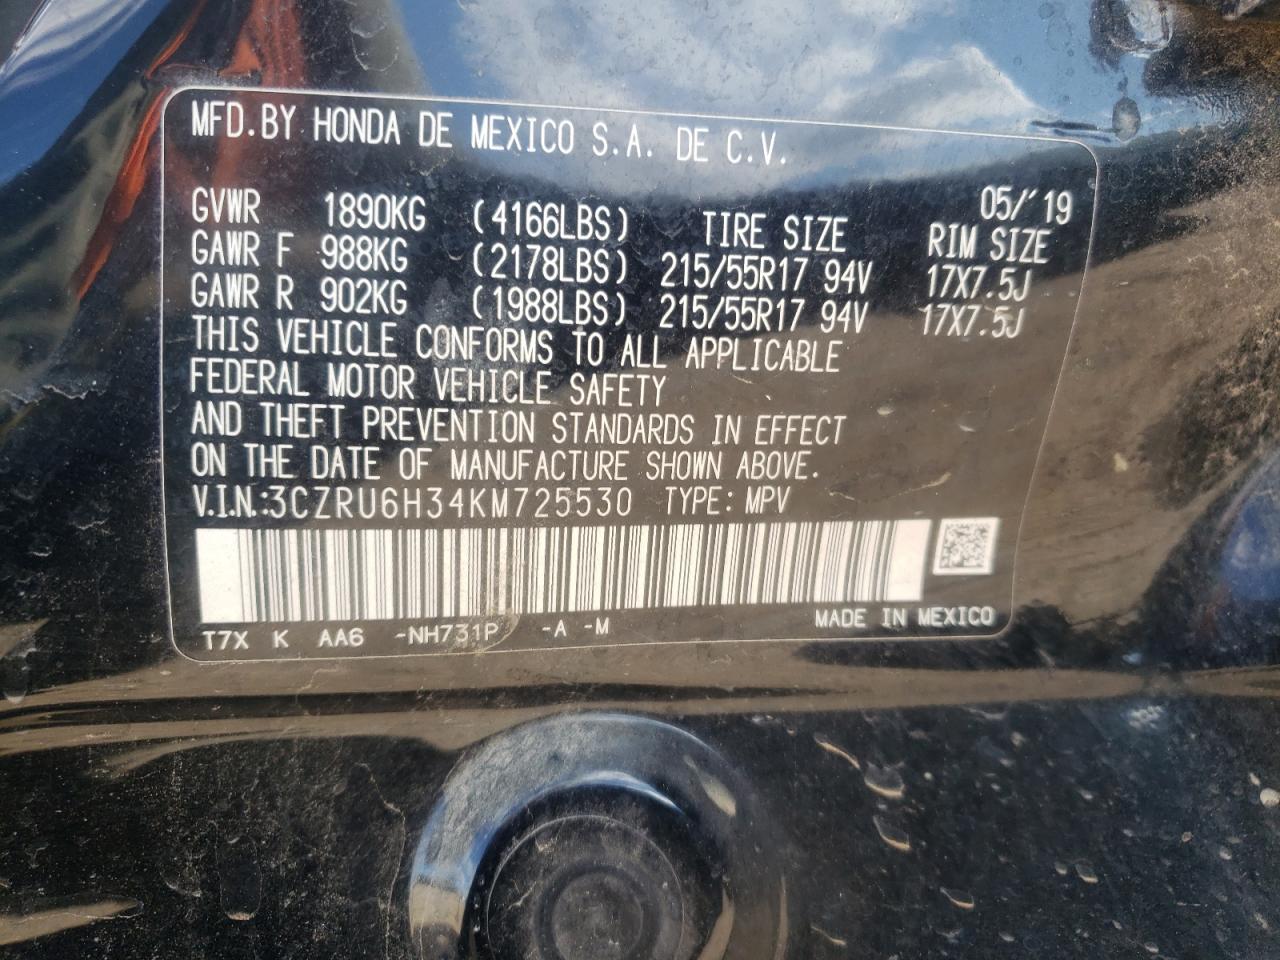 MFD.BY HONDA DE MEXICO S.A. DE C.V.
05/'19
GVWR 1890KG (4166LBS) TIRE SIZE RIM SIZE
GAWR F 988KG (2178LBS) 215/55R17 94V 17X7.5J
GAWR R 902KG (1988LBS) 215/55R17 94V 17X7.5J
THIS VEHICLE CONFORMS TO ALL APPLICABLE
FEDERAL MOTOR VEHICLE SAFETY
AND THEFT PREVENTION STANDARDS IN EFFECT
ON THE DATE OF MANUFACTURE SHOWN ABOVE.
V.I.N.:3CZRU6H34KM725530 TYPE: MPV
T7X K AA6 -NH731P -A -M MADE IN MEXICO